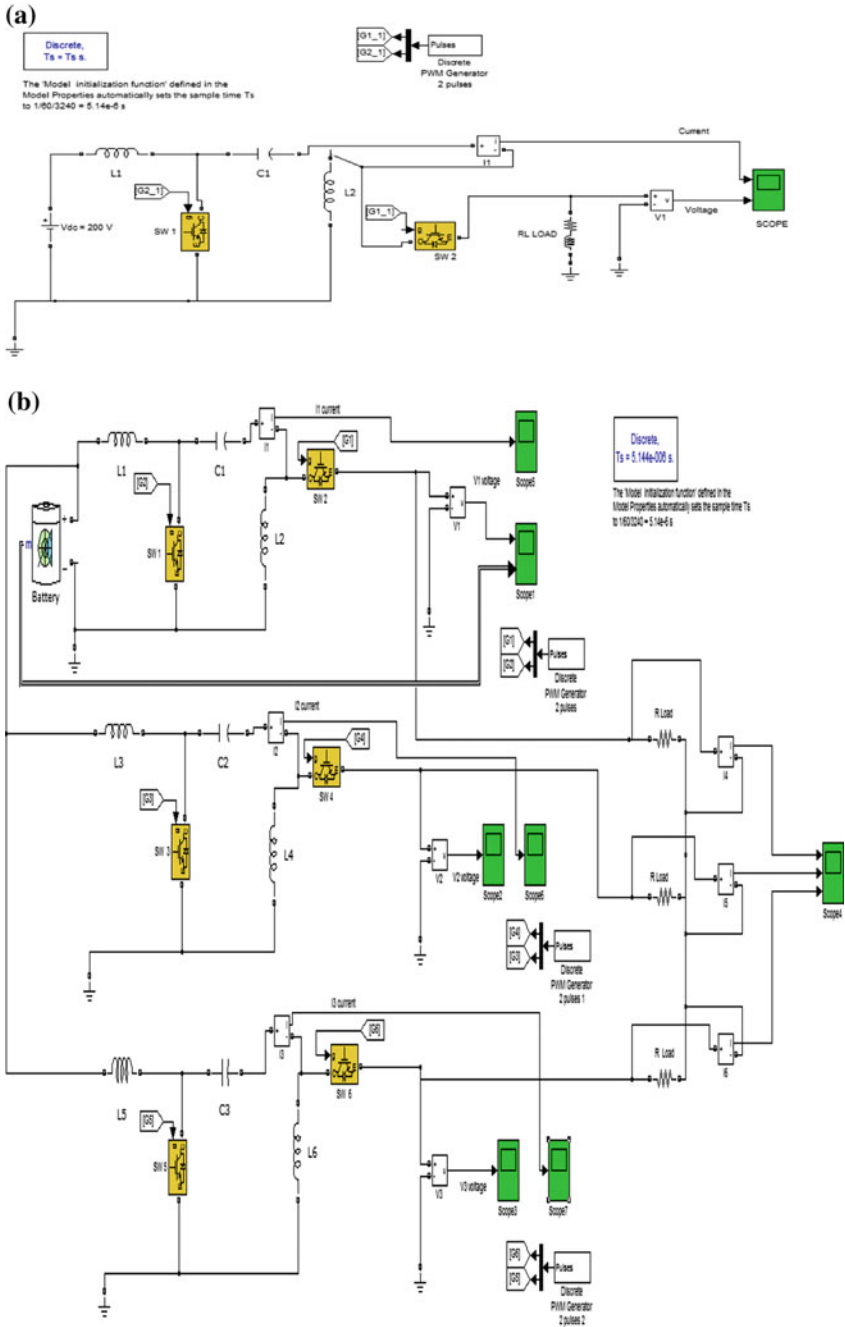 (a)
Discrete,
Ts = Ts s.
The 'Model initialization function' defined in the
Model Properties automatically sets the sample time Ts
to 1/60/3240 = 5.14e-6 s
[G1_1]
[G2_1]
Pulses
Discrete
PWM Generator
2 pulses
L1
C1
I1
Current
[G2_1]
L2
Vdc = 200 V
SW 1
[G1_1]
SW 2
RL LOAD
V1
Voltage
SCOPE
(b)
I1 current
I1
L1
C1
[G1]
SW 2
Scope5
Discrete,
Ts = 5.144e-006 s.
The 'Model initialization function' defined in the
Model Properties automatically sets the sample time Ts
to 1/60/3240 = 5.14e-6 s
[G2]
V1 voltage
V1
L2
SW1
m
Battery
Scope1
[G1]
[G2]
Pulses
Discrete
PWM Generator
2 pulses
I2 current
I2
L3
C2
[G4]
SW 4
R Load
I4
[G3]
SW 3
L4
V2
V2 voltage
Scope2
Scope6
R Load
I5
Scope4
[G4]
[G3]
Pulses
Discrete
PWM Generator
2 pulses 1
I3 current
I3
L5
C3
[G6]
SW 6
R Load
I6
[G5]
SW 5
L6
V3
V3 voltage
Scope3
Scope7
[G6]
[G5]
Pulses
Discrete
PWM Generator
2 pulses 2